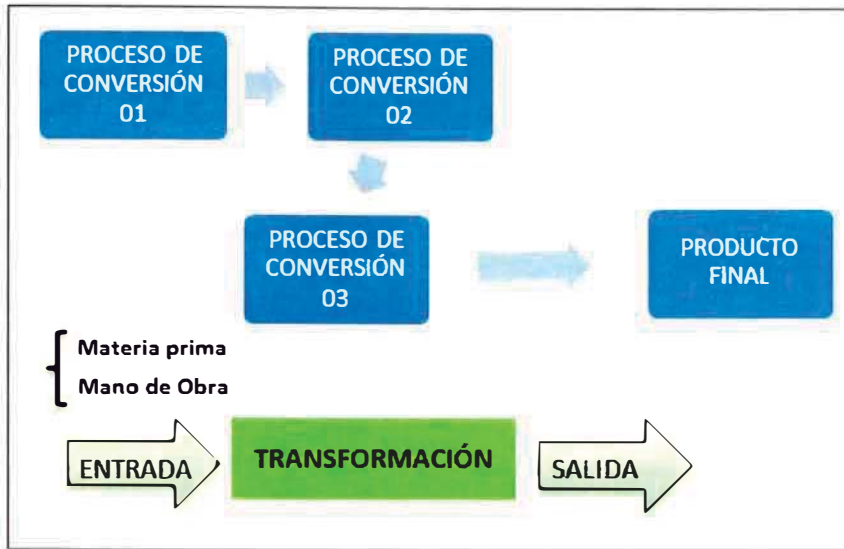 PROCESO DE
CONVERSIÓN
01
PROCESO DE
CONVERSIÓN
02
PROCESO DE
CONVERSIÓN
03
PRODUCTO
FINAL
Materia prima
Mano de Obra
ENTRADA
TRANSFORMACIÓN
SALIDA